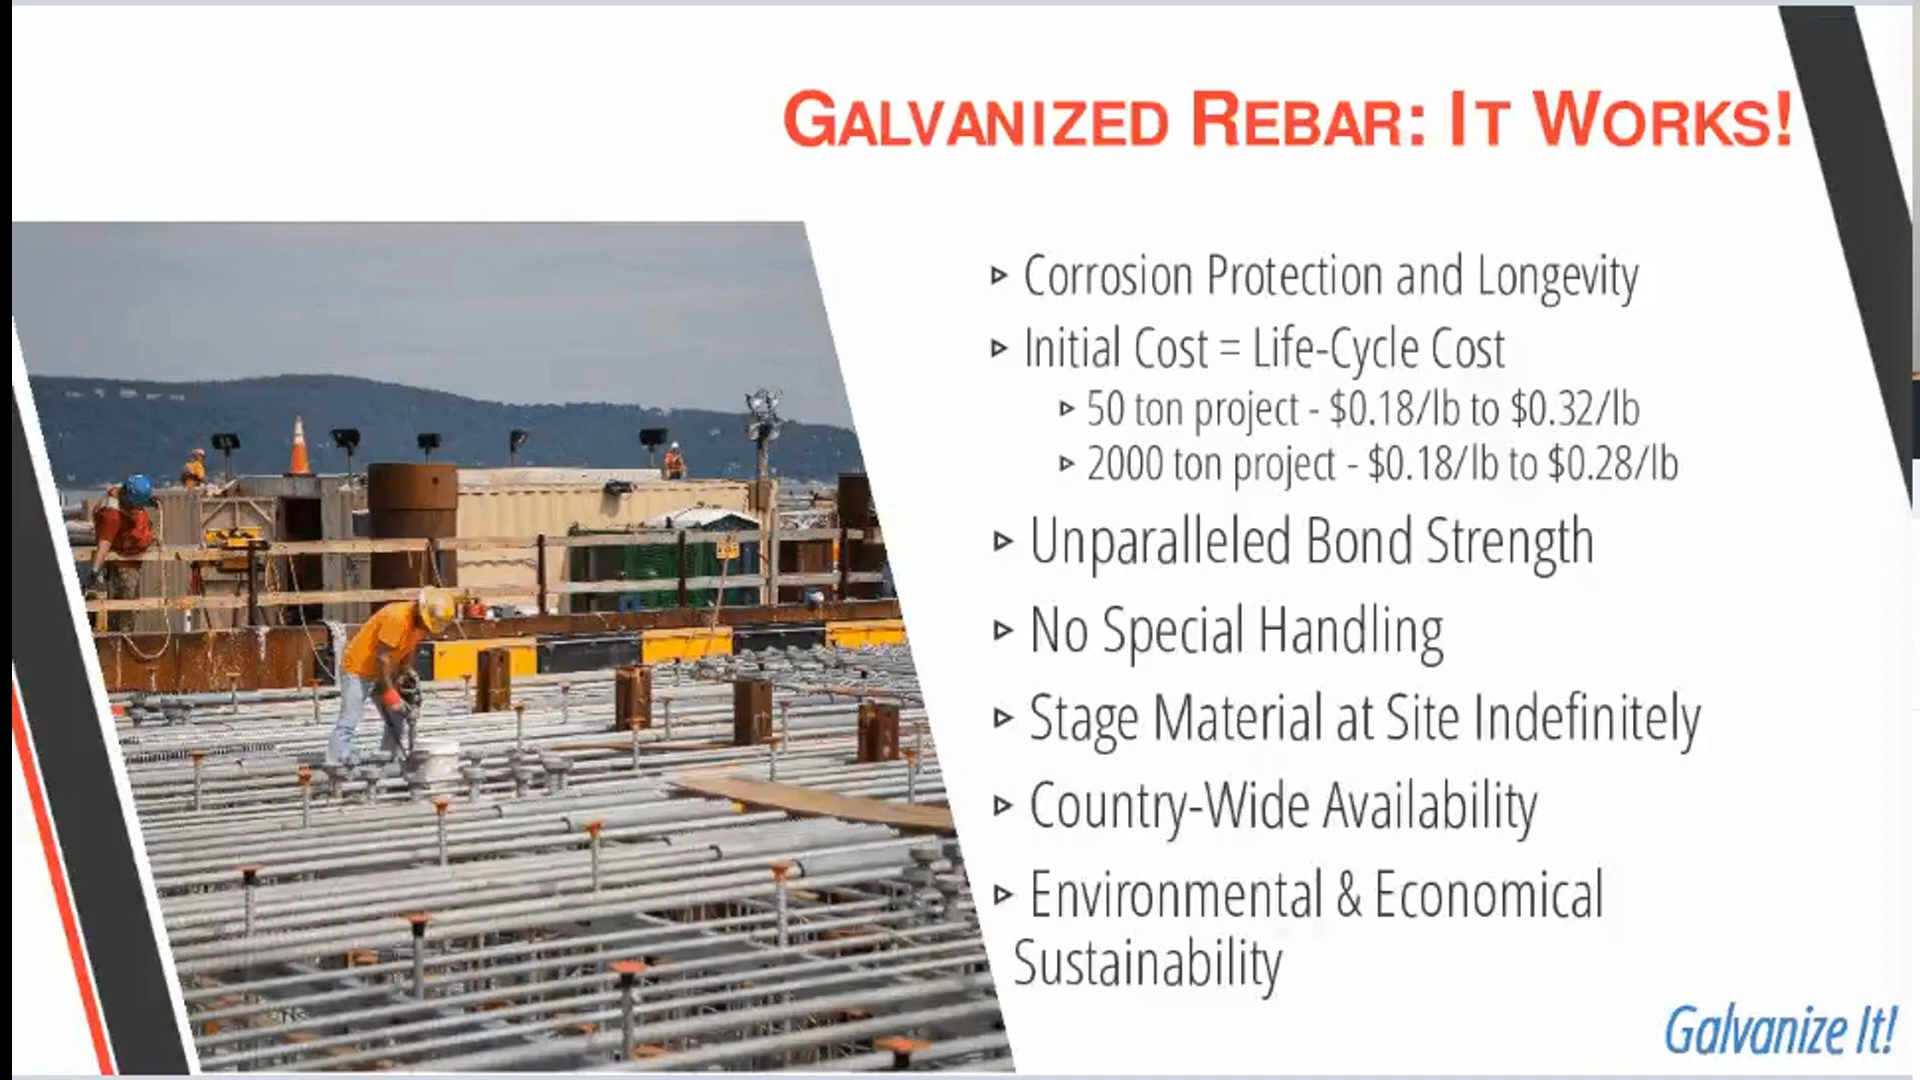 GALVANIZED REBAR: IT WORKS!
▹ Corrosion Protection and Longevity
▹ Initial Cost = Life-Cycle Cost
▹ 50 ton project - $0.18/lb to $0.32/lb
▹ 2000 ton project - $0.18/lb to $0.28/lb
▹ Unparalleled Bond Strength
▹ No Special Handling
▹ Stage Material at Site Indefinitely
▹ Country-Wide Availability
▹ Environmental & Economical
Sustainability
Galvanize It!